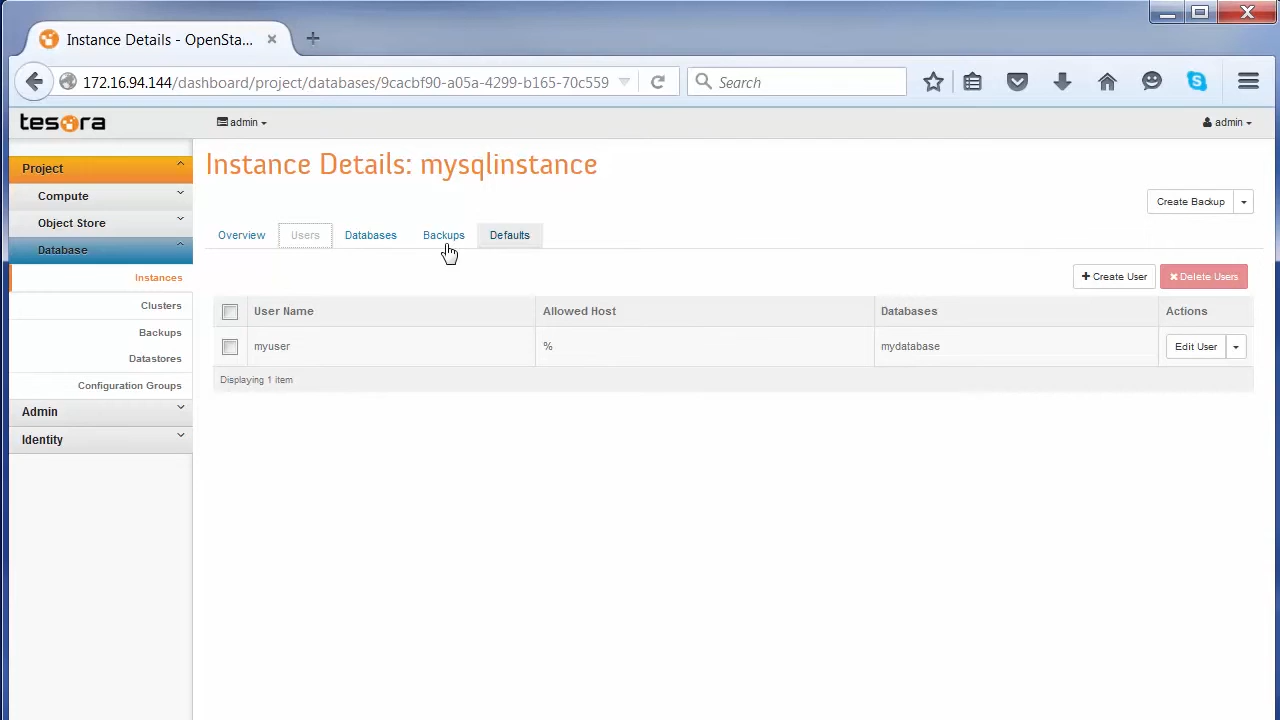 Instance Details - OpenSta...
172.16.94.144/dashboard/project/databases/9cacbf90-a05a-4299-b165-70c559
Search
tesora
admin
admin
Project
Compute
Object Store
Database
Instances
Clusters
Backups
Datastores
Configuration Groups
Admin
Identity
Instance Details: mysqlinstance
Create Backup
Overview Users Databases Backups Defaults
Create User Delete Users
User Name Allowed Host Databases Actions
myuser % mydatabase Edit User
Displaying 1 item